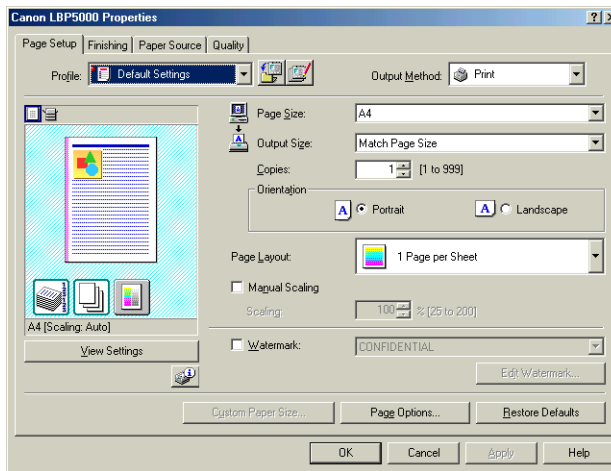 Canon LBP5000 Properties
Page Setup Finishing Paper Source Quality
Profile: Default Settings Output Method: Print
Page Size: A4
Output Size: Match Page Size
Copies: 1 [1 to 999]
Orientation
A Portrait A Landscape
Page Layout: 1 Page per Sheet
Manual Scaling
Scaling: 100 % [25 to 200]
A4 [Scaling: Auto]
View Settings
Watermark: CONFIDENTIAL
Edit Watermark...
Custom Paper Size... Page Options... Restore Defaults
OK Cancel Apply Help